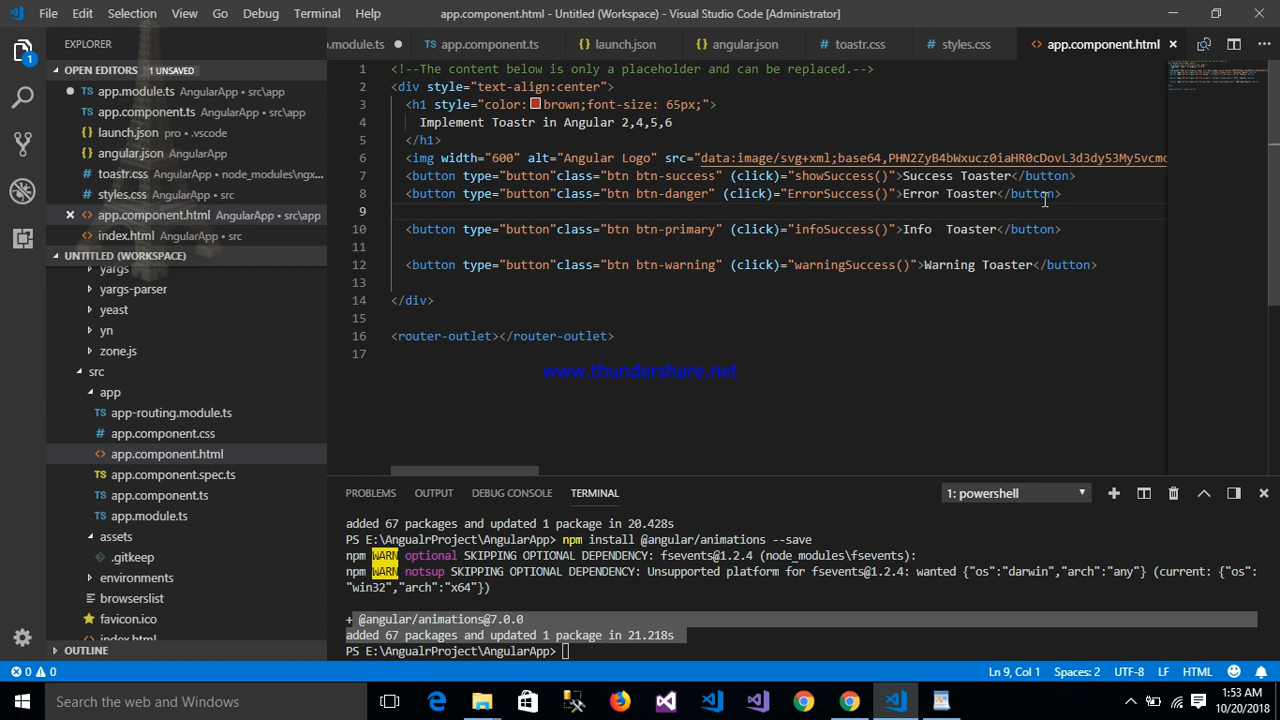 File Edit Selection View Go Debug Terminal Help
app.component.html - Untitled (Workspace) - Visual Studio Code [Administrator]
EXPLORER
.module.ts
app.component.ts
launch.json
angular.json
toastr.css
styles.css
app.component.html
OPEN EDITORS 1 UNSAVED
app.module.ts AngularApp • src\app
app.component.ts AngularApp • src\app
launch.json pro • .vscode
angular.json AngularApp
toastr.css node_modules\ngx...
styles.css AngularApp • src
app.component.html AngularApp • src\app
index.html AngularApp • src
UNTITLED (WORKSPACE)
yargs
yargs-parser
yeast
yn
zone.js
src
app
app-routing.module.ts
app.component.css
app.component.html
app.component.spec.ts
app.component.ts
app.module.ts
assets
.gitkeep
environments
browserslist
favicon.ico
index.html
OUTLINE
1 <!--The content below is only a placeholder and can be replaced.-->
2 <div style="text-align:center">
3 <h1 style="color: brown;font-size: 65px;">
4 Implement Toastr in Angular 2,4,5,6
5 </h1>
6 <img width="600" alt="Angular Logo" src="data:image/svg+xml;base64,PHN2ZyB4bWxucz0iaHR0cDovL3d3dy53My5vcmc
7 <button type="button"class="btn btn-success" (click)="showSuccess()">Success Toaster</button>
8 <button type="button"class="btn btn-danger" (click)="ErrorSuccess()">Error Toaster</button>
9
10 <button type="button"class="btn btn-primary" (click)="infoSuccess()">Info  Toaster</button>
11
12 <button type="button"class="btn btn-warning" (click)="warningSuccess()">Warning Toaster</button>
13
14 </div>
15
16 <router-outlet></router-outlet>
17
www.thundershare.net
PROBLEMS OUTPUT DEBUG CONSOLE TERMINAL
1: powershell
added 67 packages and updated 1 package in 20.428s
PS E:\AngualrProject\AngularApp> npm install @angular/animations --save
npm WARN optional SKIPPING OPTIONAL DEPENDENCY: fsevents@1.2.4 (node_modules\fsevents):
npm WARN notsup SKIPPING OPTIONAL DEPENDENCY: Unsupported platform for fsevents@1.2.4: wanted {"os":"darwin","arch":"any"} (current: {"os":
"win32","arch":"x64"})
+ @angular/animations@7.0.0
added 67 packages and updated 1 package in 21.218s
PS E:\AngualrProject\AngularApp>
0 0
Ln 9, Col 1 Spaces: 2 UTF-8 LF HTML
Search the web and Windows
1:53 AM
10/20/2018